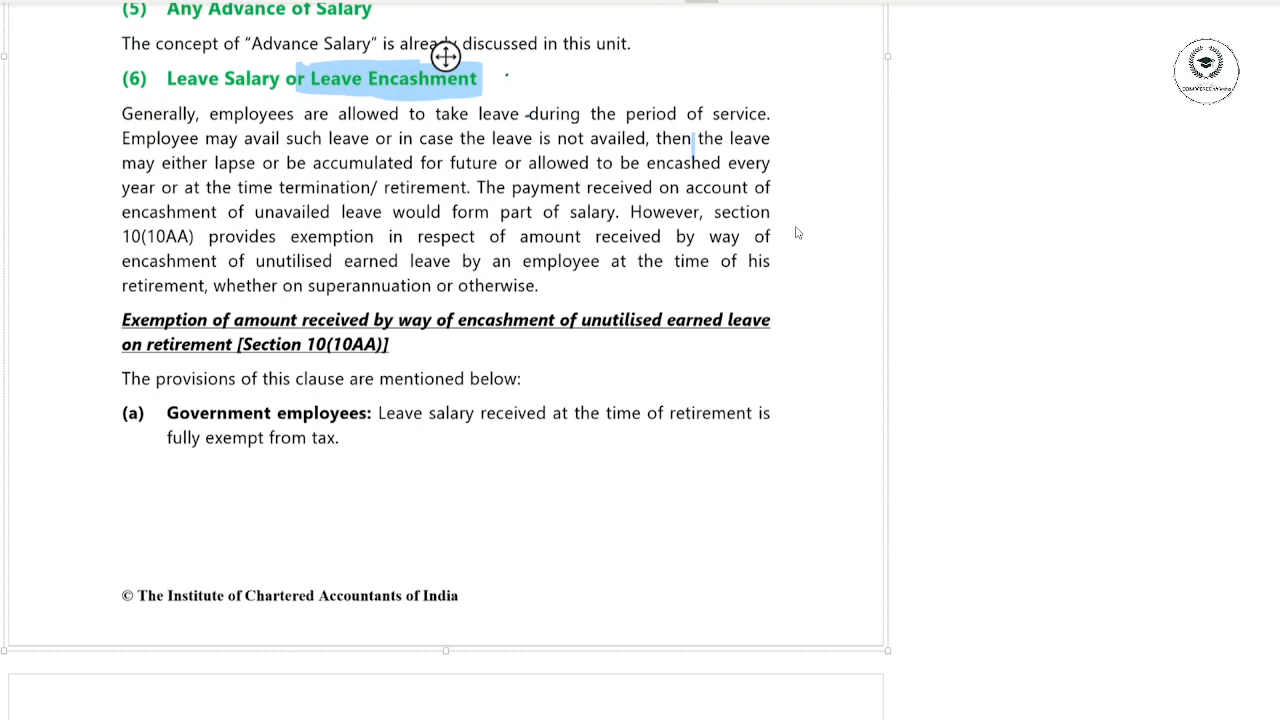 (5) Any Advance of Salary
The concept of “Advance Salary” is already discussed in this unit.
(6) Leave Salary or Leave Encashment
Generally, employees are allowed to take leave during the period of service.
Employee may avail such leave or in case the leave is not availed, then the leave
may either lapse or be accumulated for future or allowed to be encashed every
year or at the time termination/ retirement. The payment received on account of
encashment of unavailed leave would form part of salary. However, section
10(10AA) provides exemption in respect of amount received by way of
encashment of unutilised earned leave by an employee at the time of his
retirement, whether on superannuation or otherwise.
Exemption of amount received by way of encashment of unutilised earned leave
on retirement [Section 10(10AA)]
The provisions of this clause are mentioned below:
(a) Government employees: Leave salary received at the time of retirement is
fully exempt from tax.
© The Institute of Chartered Accountants of India